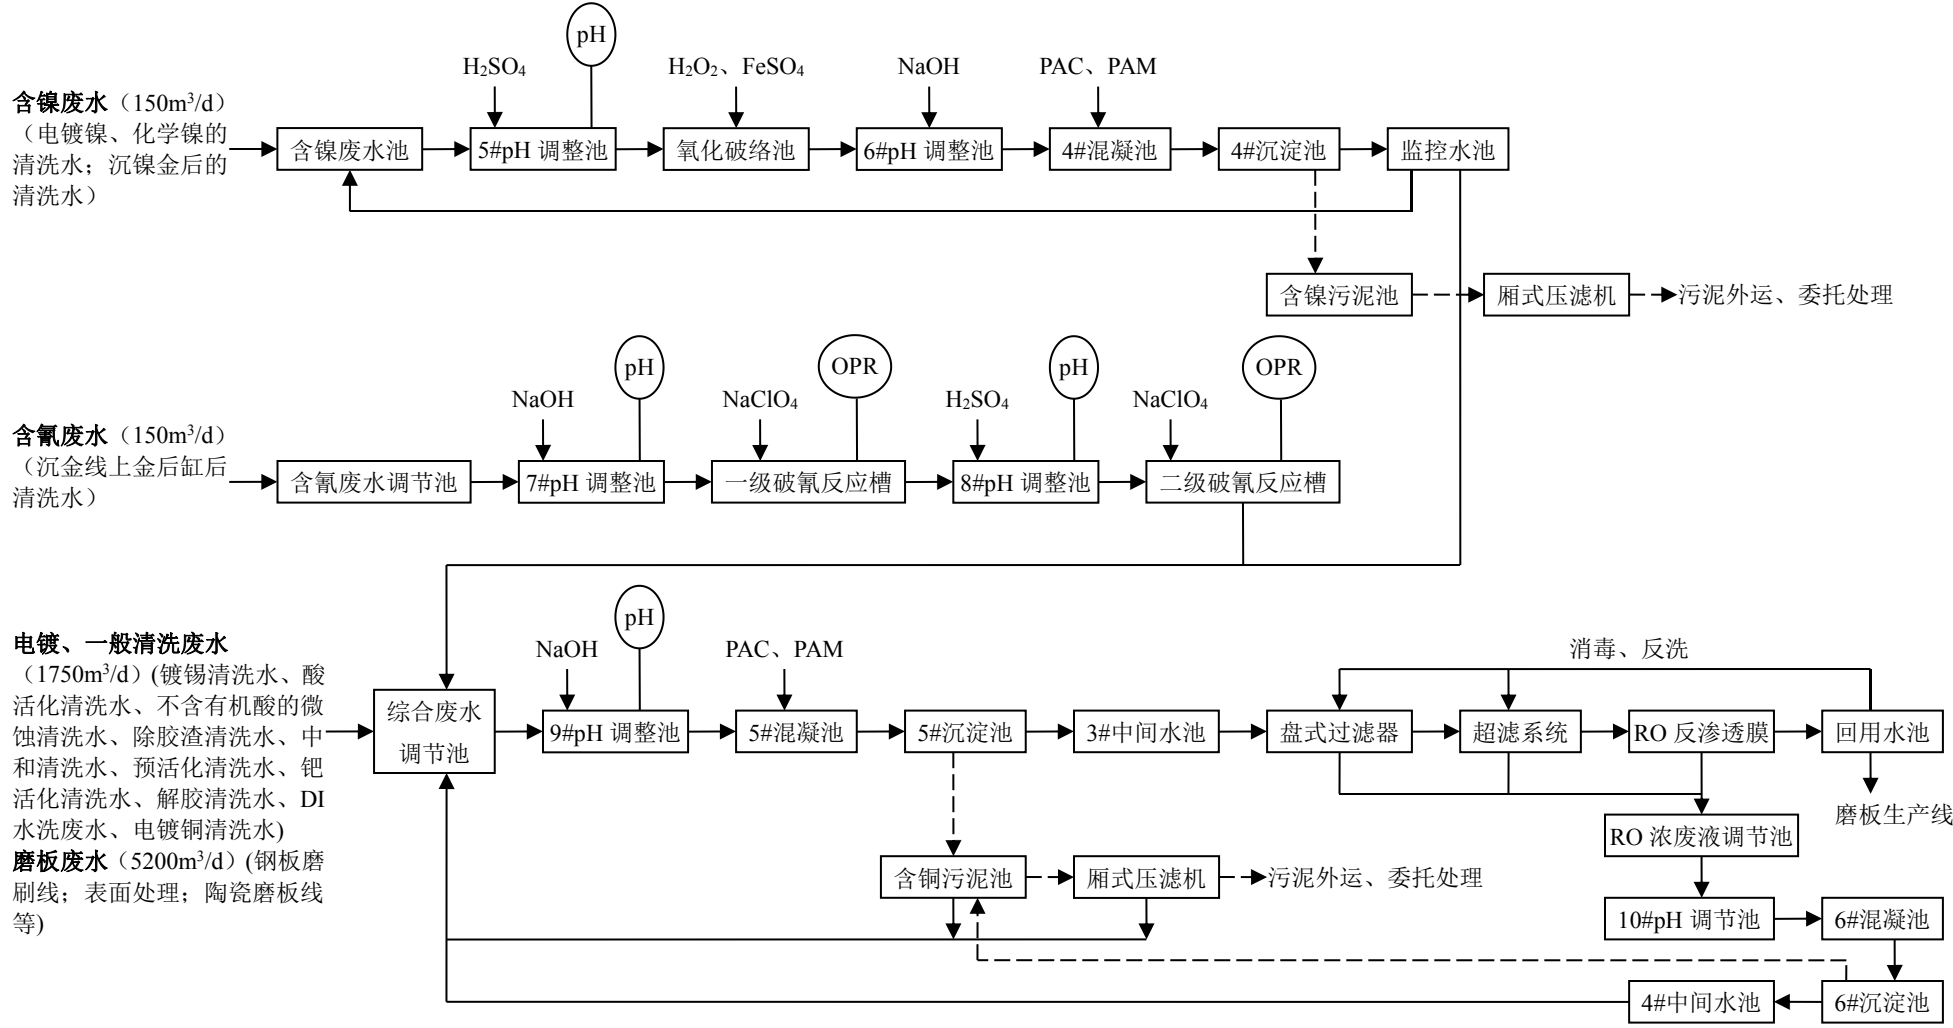 pH
H₂SO₄
H₂O₂、FeSO₄
NaOH
PAC、PAM
含镍废水（150m³/d）
（电镀镍、化学镍的
清洗水；沉镍金后的
清洗水）
含镍废水池
5#pH 调整池
氧化破络池
6#pH 调整池
4#混凝池
4#沉淀池
监控水池
含镍污泥池
厢式压滤机
污泥外运、委托处理
pH
OPR
pH
OPR
NaOH
NaClO₄
H₂SO₄
NaClO₄
含氰废水（150m³/d）
（沉金线上金后缸后
清洗水）
含氰废水调节池
7#pH 调整池
一级破氰反应槽
8#pH 调整池
二级破氰反应槽
pH
NaOH
PAC、PAM
消毒、反洗
电镀、一般清洗废水
（1750m³/d）(镀锡清洗水、酸
活化清洗水、不含有机酸的微
蚀清洗水、除胶渣清洗水、中
和清洗水、预活化清洗水、钯
活化清洗水、解胶清洗水、DI
水洗废水、电镀铜清洗水)
磨板废水（5200m³/d）(钢板磨
刷线；表面处理；陶瓷磨板线
等)
综合废水
调节池
9#pH 调整池
5#混凝池
5#沉淀池
3#中间水池
盘式过滤器
超滤系统
RO 反渗透膜
回用水池
磨板生产线
RO 浓废液调节池
含铜污泥池
厢式压滤机
污泥外运、委托处理
10#pH 调节池
6#混凝池
4#中间水池
6#沉淀池